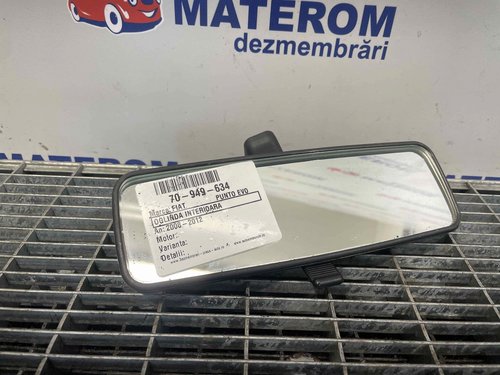 MATEROM
dezmembrări
70-949-634
Marca: FIAT PUNTO EVO
OGLINDA INTERIOARA
An: 2008-2012
Motor:
Varianta:
Detalii: